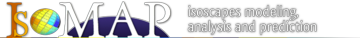 IsoMAP
isoscapes modeling,
analysis and prediction